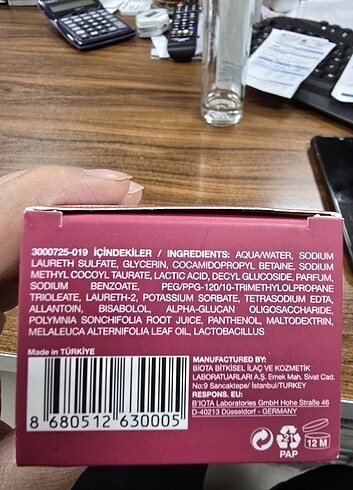 3000725-019 İÇİNDEKİLER / INGREDIENTS: AQUA/WATER, SODIUM
LAURETH SULFATE, GLYCERIN, COCAMIDOPROPYL BETAINE, SODIUM
METHYL COCOYL TAURATE, LACTIC ACID, DECYL GLUCOSIDE, PARFUM,
SODIUM BENZOATE, PEG/PPG-120/10-TRIMETHYLOLPROPANE
TRIOLEATE, LAURETH-2, POTASSIUM SORBATE, TETRASODIUM EDTA,
ALLANTOIN, BISABOLOL, ALPHA-GLUCAN OLIGOSACCHARIDE,
POLYMNIA SONCHIFOLIA ROOT JUICE, PANTHENOL, MALTODEXTRIN,
MELALEUCA ALTERNIFOLIA LEAF OIL, LACTOBACILLUS
Made in TÜRKİYE
8 680512 630005
MANUFACTURED BY:
BİOTA BİTKİSEL İLAÇ VE KOZMETİK
LABORATUARLARI A.Ş. Emek Mah. Sivat Cad.
No:9 Sancaktepe/ İstanbul/TURKEY
RESPONS. EU:
B'IOTA Laboratories GmbH Hohe Straße 46
D-40213 Düsseldorf - GERMANY
21
PAP
12 M